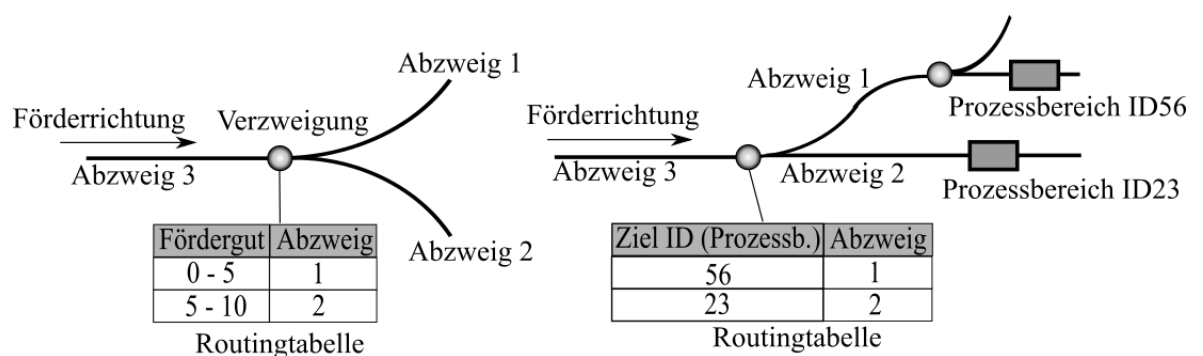 Abzweig 1
Förderrichtung
Verzweigung
Abzweig 3
Abzweig 2
Fördergut Abzweig
0 - 5 1
5 - 10 2
Routingtabelle
Abzweig 1
Förderrichtung
Prozessbereich ID56
Abzweig 3
Abzweig 2
Prozessbereich ID23
Ziel ID (Prozessb.) Abzweig
56 1
23 2
Routingtabelle